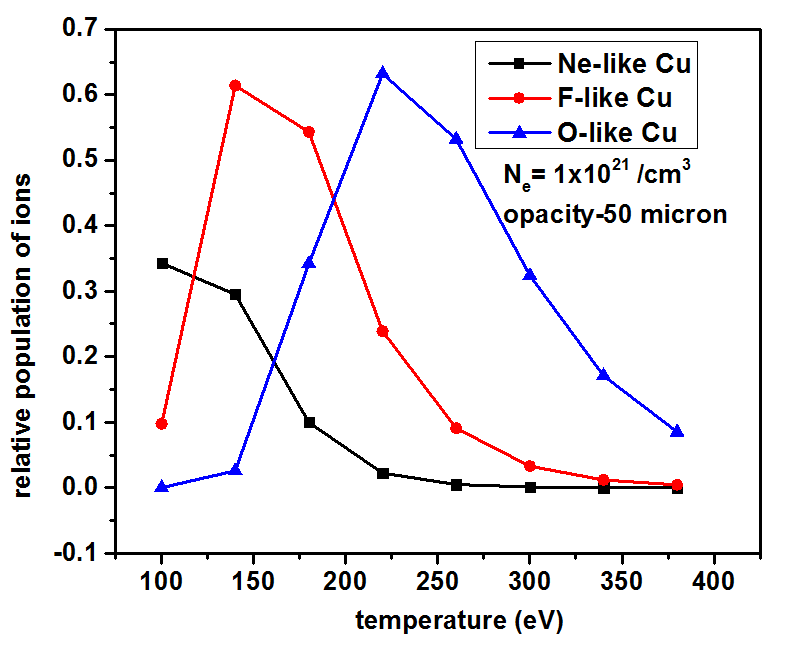 0.7
0.6
0.5
0.4
0.3
0.2
0.1
0.0
-0.1
relative population of ions
Ne-like Cu
F-like Cu
O-like Cu
Nₑ= 1x10²¹ /cm³
opacity-50 micron
100 150 200 250 300 350 400
temperature (eV)